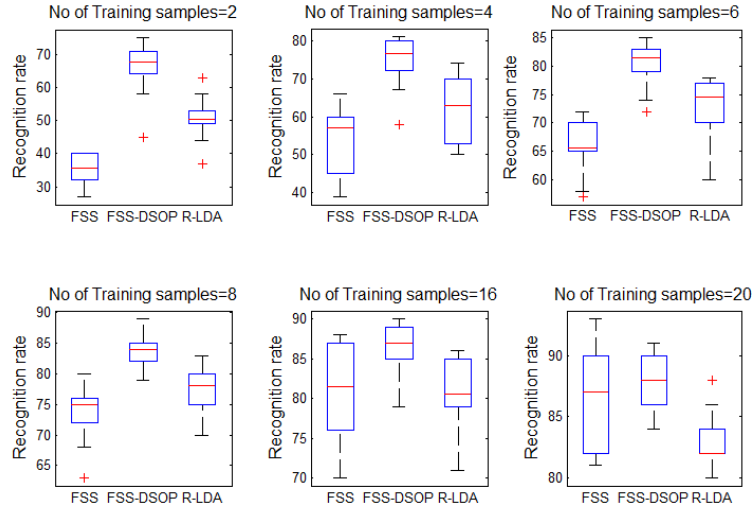 No of Training samples=2
No of Training samples=4
No of Training samples=6
Recognition rate
70
60
50
40
30
FSS FSS-DSOP R-LDA
Recognition rate
80
70
60
50
40
FSS FSS-DSOP R-LDA
Recognition rate
85
80
75
70
65
60
FSS FSS-DSOP R-LDA
No of Training samples=8
No of Training samples=16
No of Training samples=20
Recognition rate
90
85
80
75
70
65
FSS FSS-DSOP R-LDA
Recognition rate
90
85
80
75
70
FSS FSS-DSOP R-LDA
Recognition rate
90
85
80
FSS FSS-DSOP R-LDA